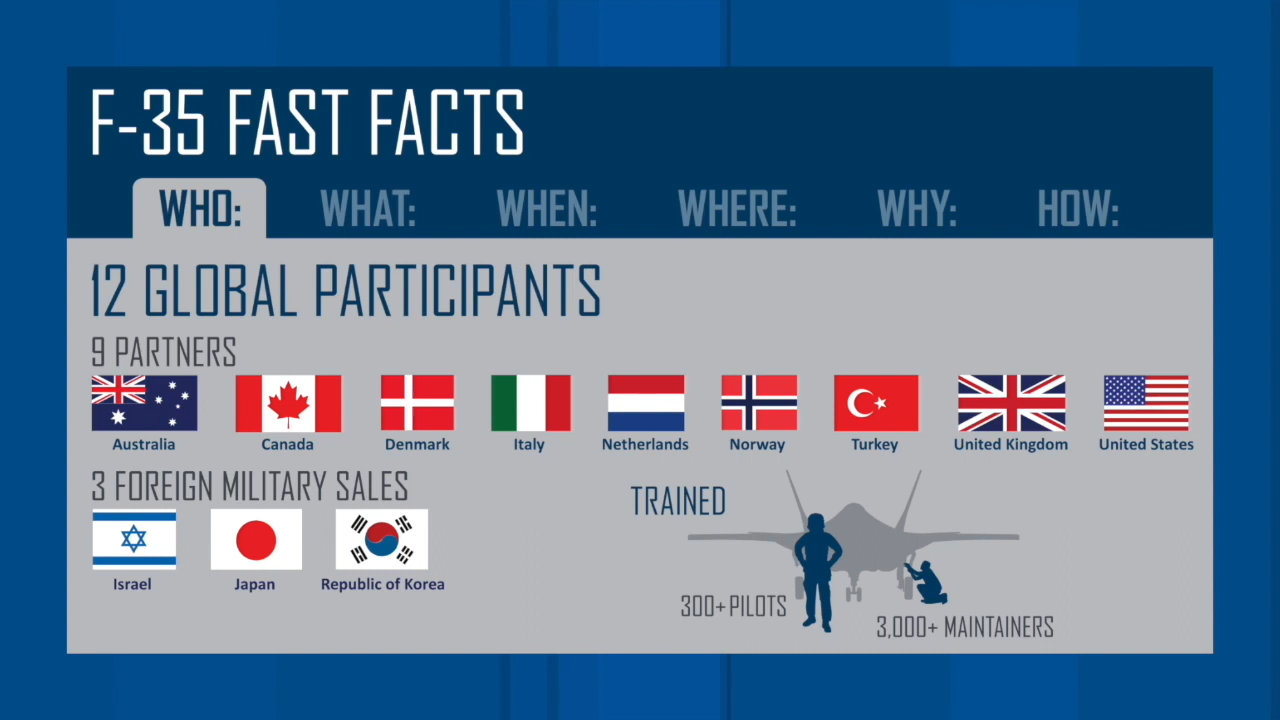 F-35 FAST FACTS
WHO: WHAT: WHEN: WHERE: WHY: HOW:
12 GLOBAL PARTICIPANTS
9 PARTNERS
Australia Canada Denmark Italy Netherlands Norway Turkey United Kingdom United States
3 FOREIGN MILITARY SALES
Israel Japan Republic of Korea
TRAINED
300+ PILOTS
3,000+ MAINTAINERS